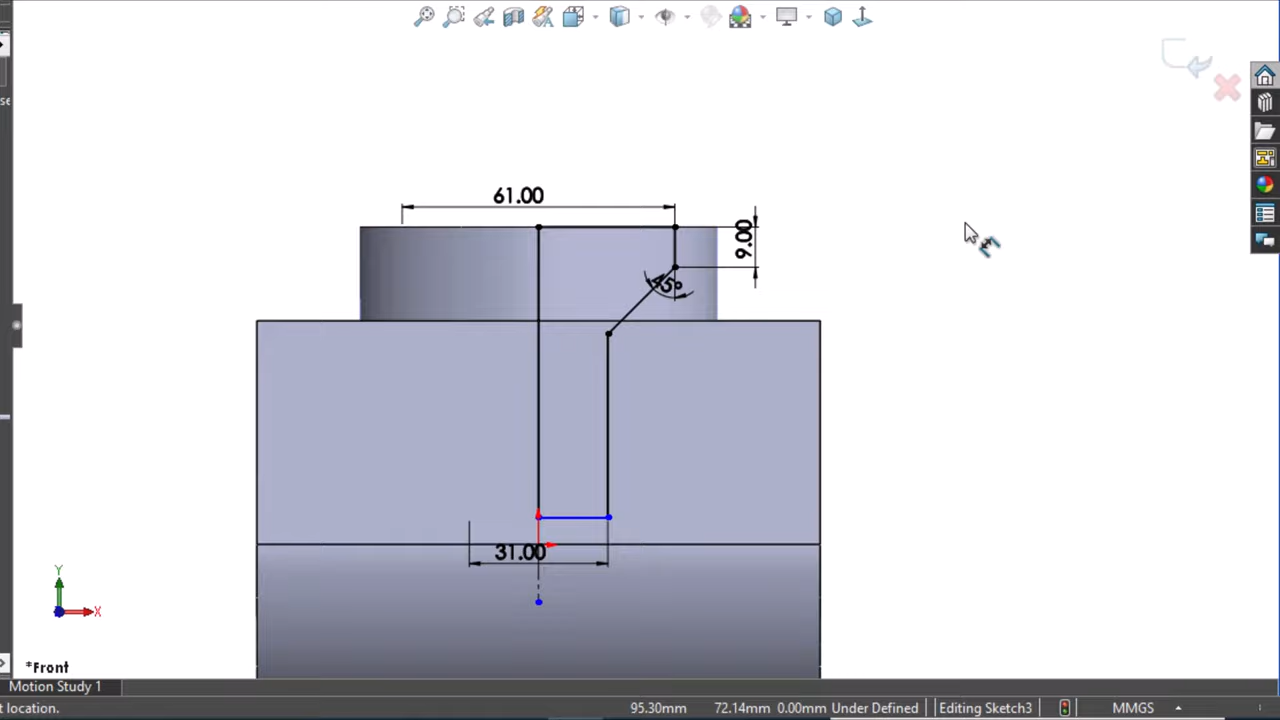 se
61.00
9.00
45°
31.00
Y
X
*Front
Motion Study 1
t location.
95.30mm
72.14mm
0.00mm
Under Defined
Editing Sketch3
MMGS